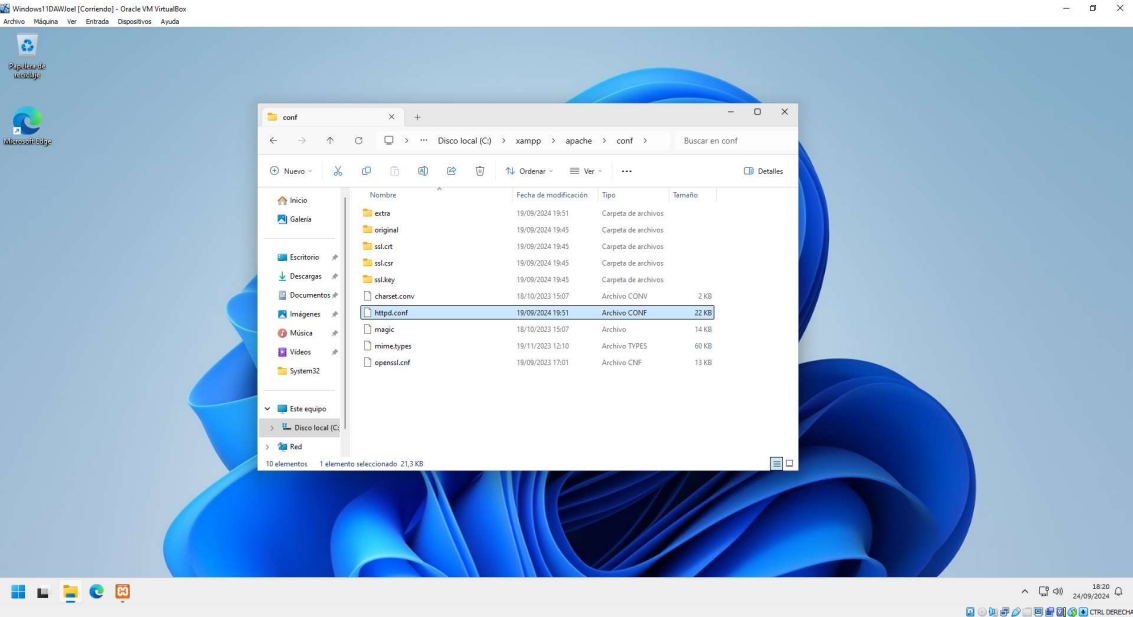 Windows11DAWJoel [Corriendo] - Oracle VM VirtualBox
Archivo Máquina Ver Entrada Dispositivos Ayuda
Papelera de
reciclaje
Microsoft Edge
conf
Disco local (C:) > xampp > apache > conf >
Buscar en conf
Nuevo
Ordenar
Ver
Detalles
Inicio
Galería
Escritorio
Descargas
Documentos
Imágenes
Música
Vídeos
System32
Este equipo
Disco local (C:
Red
Nombre Fecha de modificación Tipo Tamaño
extra 19/09/2024 19:51 Carpeta de archivos
original 19/09/2024 19:45 Carpeta de archivos
ssl.crt 19/09/2024 19:45 Carpeta de archivos
ssl.csr 19/09/2024 19:45 Carpeta de archivos
ssl.key 19/09/2024 19:45 Carpeta de archivos
charset.conv 18/10/2023 15:07 Archivo CONV 2 KB
httpd.conf 19/09/2024 19:51 Archivo CONF 22 KB
magic 18/10/2023 15:07 Archivo 14 KB
mime.types 19/11/2023 12:10 Archivo TYPES 60 KB
openssl.cnf 19/09/2023 17:01 Archivo CNF 13 KB
10 elementos 1 elemento seleccionado 21,3 KB
18:20
24/09/2024
CTRL DERECHA